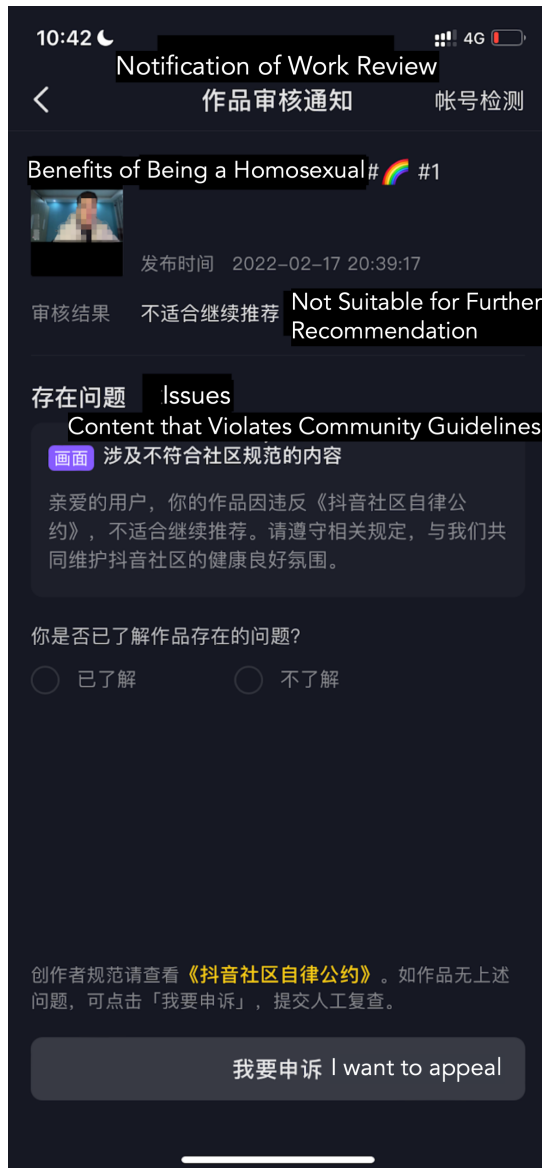 10:42
4G
Notification of Work Review
作品审核通知
帐号检测
Benefits of Being a Homosexual #🌈 #1
发布时间 2022-02-17 20:39:17
审核结果 不适合继续推荐 Not Suitable for Further
Recommendation
存在问题 Issues
Content that Violates Community Guidelines
画面 涉及不符合社区规范的内容
亲爱的用户，你的作品因违反《抖音社区自律公
约》，不适合继续推荐。请遵守相关规定，与我们共
同维护抖音社区的健康良好氛围。
你是否已了解作品存在的问题?
已了解 不了解
创作者规范请查看《抖音社区自律公约》。如作品无上述
问题，可点击「我要申诉」，提交人工复查。
我要申诉 I want to appeal